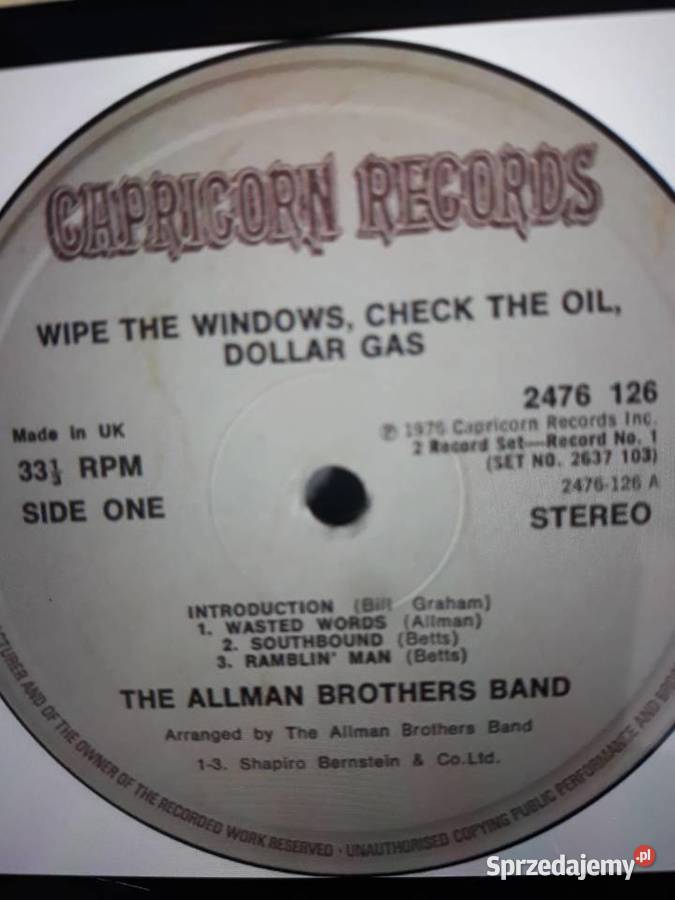 CAPRICORN RECORDS
WIPE THE WINDOWS, CHECK THE OIL,
DOLLAR GAS
2476 126
℗ 1976 Capricorn Records Inc.
2 Record Set—Record No. 1
(SET NO. 2637 103)
2476·126 A
STEREO
Made in UK
33⅓ RPM
SIDE ONE
INTRODUCTION (Bill Graham)
1. WASTED WORDS (Allman)
2. SOUTHBOUND (Betts)
3. RAMBLIN' MAN (Betts)
THE ALLMAN BROTHERS BAND
Arranged by The Allman Brothers Band
1-3. Shapiro Bernstein & Co.Ltd.
AND OF THE OWNER OF THE RECORDED WORK RESERVED · UNAUTHORISED COPYING PUBLIC PERFORMANCE AND
Sprzedajemy.pl